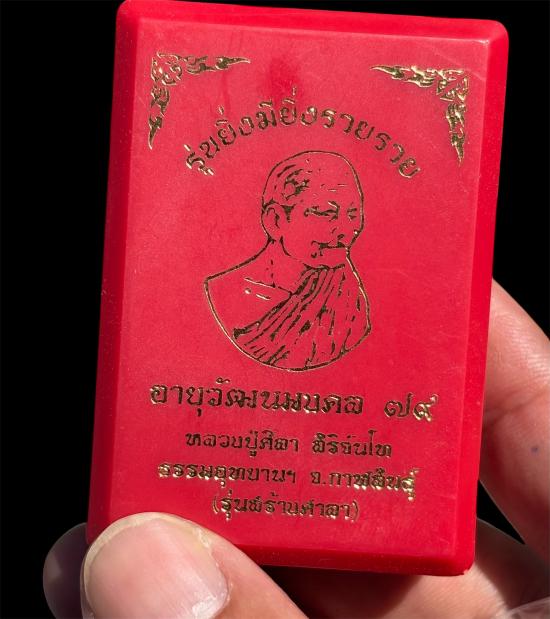 รุ่นยิ่งมียิ่งรวยรวย
อายุวัฒนมงคล ๗๙
หลวงปู่ศิลา สิริจันโท
ธรรมอุทยานฯ จ.กาฬสินธุ์
(รุ่นสร้างศาลา)